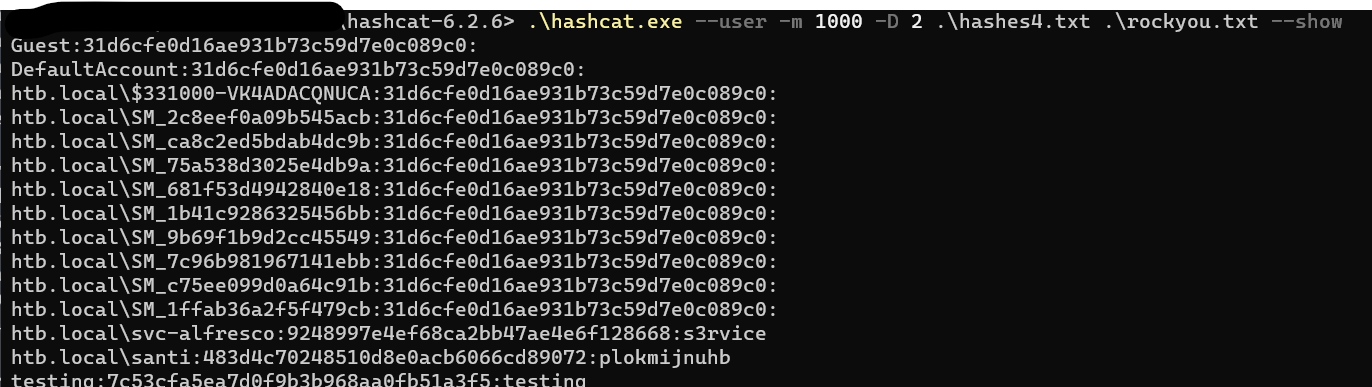 \hashcat-6.2.6> .\hashcat.exe --user -m 1000 -D 2 .\hashes4.txt .\rockyou.txt --show
Guest:31d6cfe0d16ae931b73c59d7e0c089c0:
DefaultAccount:31d6cfe0d16ae931b73c59d7e0c089c0:
htb.local\$331000-VK4ADACQNUCA:31d6cfe0d16ae931b73c59d7e0c089c0:
htb.local\SM_2c8eef0a09b545acb:31d6cfe0d16ae931b73c59d7e0c089c0:
htb.local\SM_ca8c2ed5bdab4dc9b:31d6cfe0d16ae931b73c59d7e0c089c0:
htb.local\SM_75a538d3025e4db9a:31d6cfe0d16ae931b73c59d7e0c089c0:
htb.local\SM_681f53d4942840e18:31d6cfe0d16ae931b73c59d7e0c089c0:
htb.local\SM_1b41c9286325456bb:31d6cfe0d16ae931b73c59d7e0c089c0:
htb.local\SM_9b69f1b9d2cc45549:31d6cfe0d16ae931b73c59d7e0c089c0:
htb.local\SM_7c96b981967141ebb:31d6cfe0d16ae931b73c59d7e0c089c0:
htb.local\SM_c75ee099d0a64c91b:31d6cfe0d16ae931b73c59d7e0c089c0:
htb.local\SM_1ffab36a2f5f479cb:31d6cfe0d16ae931b73c59d7e0c089c0:
htb.local\svc-alfresco:9248997e4ef68ca2bb47ae4e6f128668:s3rvice
htb.local\santi:483d4c70248510d8e0acb6066cd89072:plokmijnuhb
testing:7c53cfa5ea7d0f9b3b968aa0fb51a3f5:testing